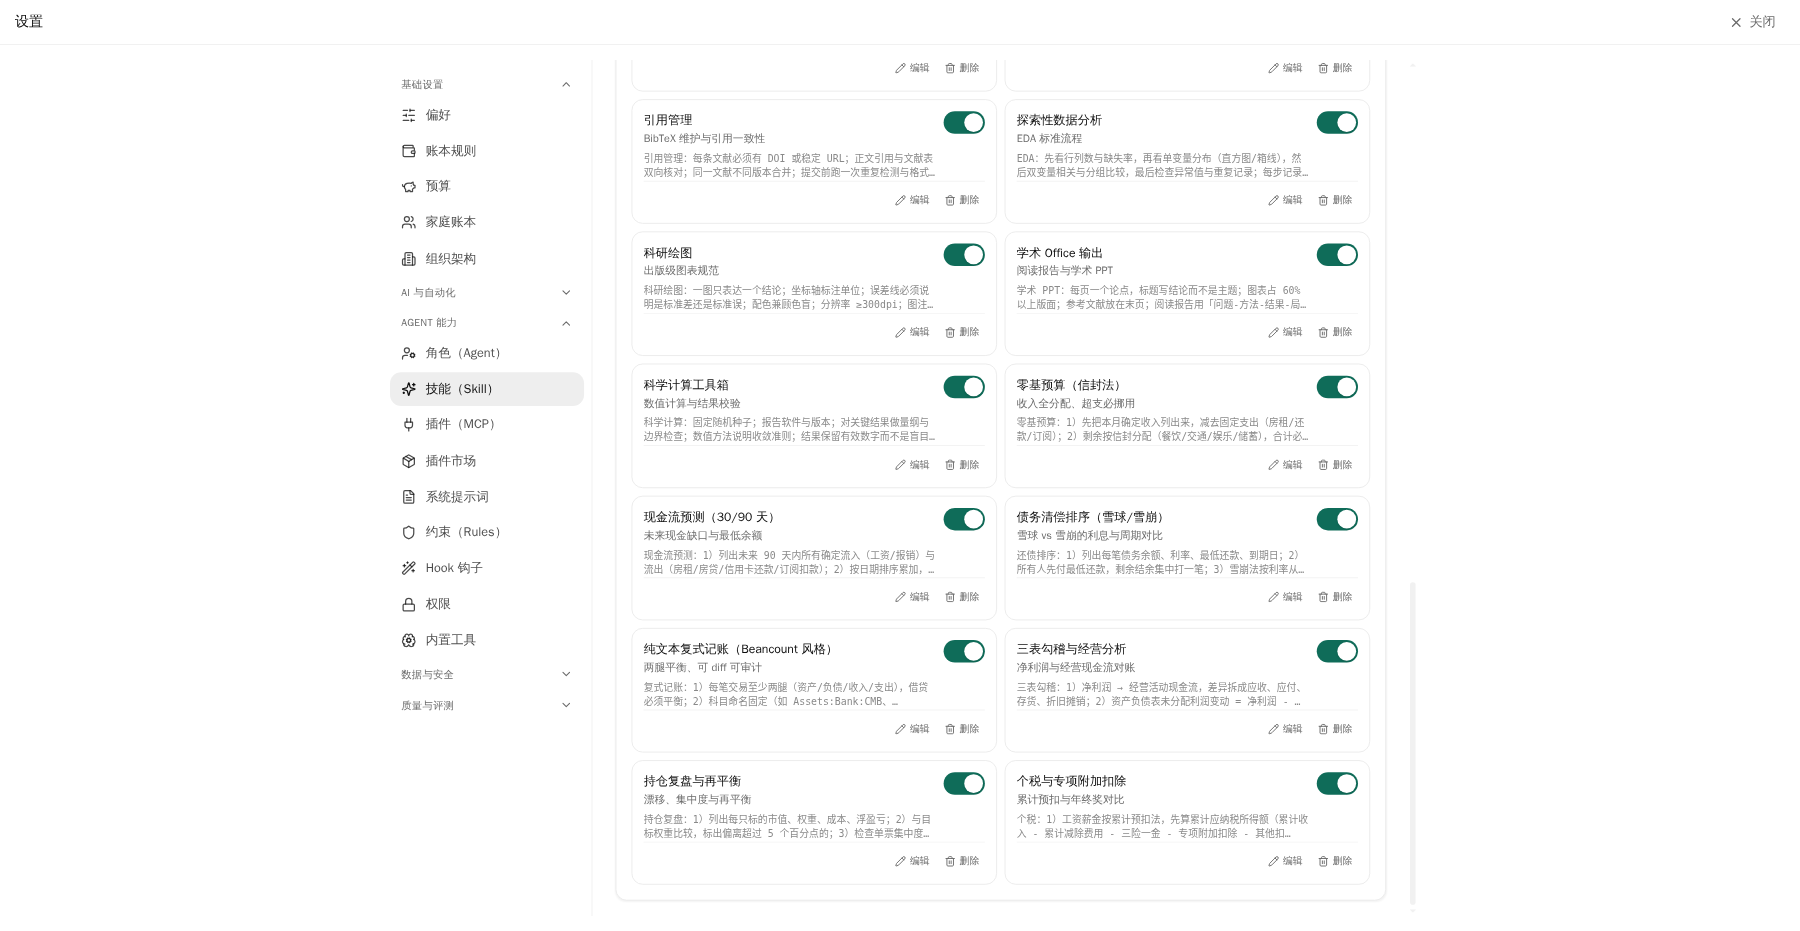 设置
关闭
基础设置
偏好
账本规则
预算
家庭账本
组织架构
AI 与自动化
AGENT 能力
角色（Agent）
技能（Skill）
插件（MCP）
插件市场
系统提示词
约束（Rules）
Hook 钩子
权限
内置工具
数据与安全
质量与评测
编辑 删除
编辑 删除
引用管理
BibTeX 维护与引用一致性
引用管理：每条文献必须有 DOI 或稳定 URL；正文引用与文献表
双向核对；同一文献不同版本合并；提交前跑一次重复检测与格式…
编辑 删除
探索性数据分析
EDA 标准流程
EDA：先看行列数与缺失率，再看单变量分布（直方图/箱线），然
后双变量相关与分组比较，最后检查异常值与重复记录；每步记录…
编辑 删除
科研绘图
出版级图表规范
科研绘图：一图只表达一个结论；坐标轴标注单位；误差线必须说
明是标准差还是标准误；配色兼顾色盲；分辨率 ≥300dpi；图注…
编辑 删除
学术 Office 输出
阅读报告与学术 PPT
学术 PPT：每页一个论点，标题写结论而不是主题；图表占 60%
以上版面；参考文献放在末页；阅读报告用「问题-方法-结果-局…
编辑 删除
科学计算工具箱
数值计算与结果校验
科学计算：固定随机种子；报告软件与版本；对关键结果做量纲与
边界检查；数值方法说明收敛准则；结果保留有效数字而不是盲目…
编辑 删除
零基预算（信封法）
收入全分配、超支必挪用
零基预算：1）先把本月确定收入列出来，减去固定支出（房租/还
款/订阅）；2）剩余按信封分配（餐饮/交通/娱乐/储蓄），合计必…
编辑 删除
现金流预测（30/90 天）
未来现金缺口与最低余额
现金流预测：1）列出未来 90 天内所有确定流入（工资/报销）与
流出（房租/房贷/信用卡还款/订阅扣款）；2）按日期排序累加，…
编辑 删除
债务清偿排序（雪球/雪崩）
雪球 vs 雪崩的利息与周期对比
还债排序：1）列出每笔债务余额、利率、最低还款、到期日；2）
所有人先付最低还款，剩余结余集中打一笔；3）雪崩法按利率从…
编辑 删除
纯文本复式记账（Beancount 风格）
两腿平衡、可 diff 可审计
复式记账：1）每笔交易至少两腿（资产/负债/收入/支出），借贷
必须平衡；2）科目命名固定（如 Assets:Bank:CMB、…
编辑 删除
三表勾稽与经营分析
净利润与经营现金流对账
三表勾稽：1）净利润 → 经营活动现金流，差异拆成应收、应付、
存货、折旧摊销；2）资产负债表未分配利润变动 = 净利润 - …
编辑 删除
持仓复盘与再平衡
漂移、集中度与再平衡
持仓复盘：1）列出每只标的市值、权重、成本、浮盈亏；2）与目
标权重比较，标出偏离超过 5 个百分点的；3）检查单票集中度…
编辑 删除
个税与专项附加扣除
累计预扣与年终奖对比
个税：1）工资薪金按累计预扣法，先算累计应纳税所得额（累计收
入 - 累计减除费用 - 三险一金 - 专项附加扣除 - 其他扣…
编辑 删除